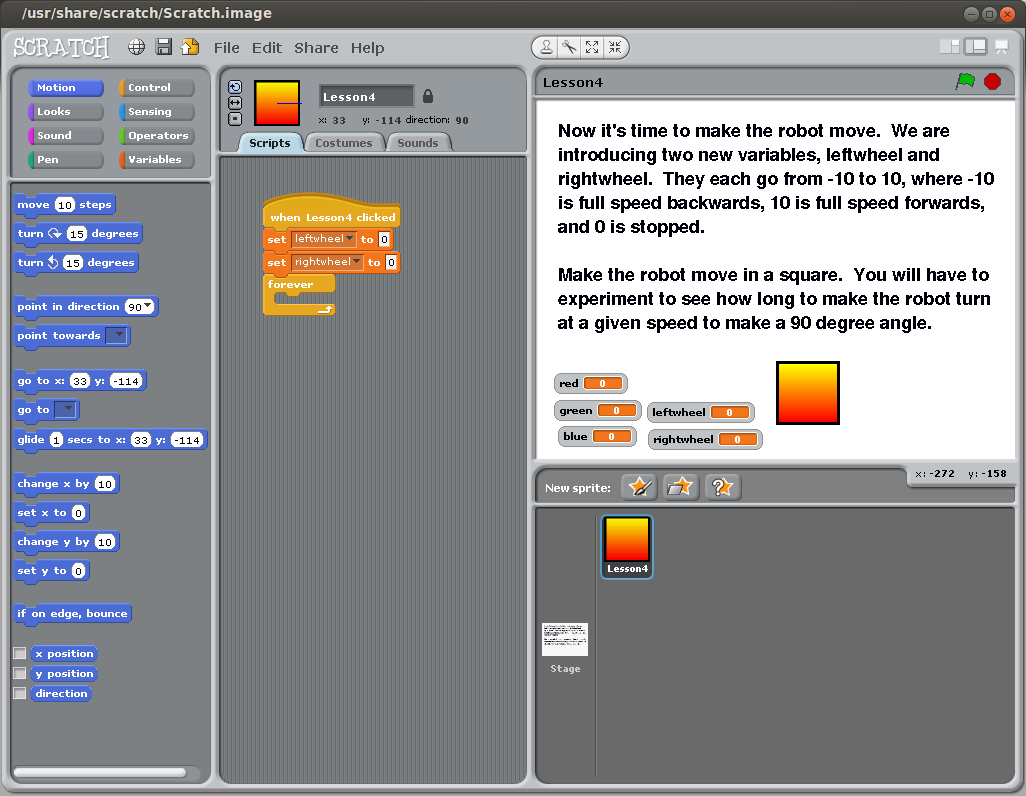 /usr/share/scratch/Scratch.image
SCRATCH File Edit Share Help
Motion Control
Looks Sensing
Sound Operators
Pen Variables
move 10 steps
turn 15 degrees
turn 15 degrees
point in direction 90
point towards
go to x: 33 y: -114
go to
glide 1 secs to x: 33 y: -114
change x by 10
set x to 0
change y by 10
set y to 0
if on edge, bounce
x position
y position
direction
Lesson4
x: 33 y: -114 direction: 90
Scripts Costumes Sounds
when Lesson4 clicked
set leftwheel to 0
set rightwheel to 0
forever
Lesson4
Now it's time to make the robot move. We are
introducing two new variables, leftwheel and
rightwheel. They each go from -10 to 10, where -10
is full speed backwards, 10 is full speed forwards,
and 0 is stopped.
Make the robot move in a square. You will have to
experiment to see how long to make the robot turn
at a given speed to make a 90 degree angle.
red 0
green 0
blue 0
leftwheel 0
rightwheel 0
x: -272 y: -158
New sprite:
Lesson4
Stage